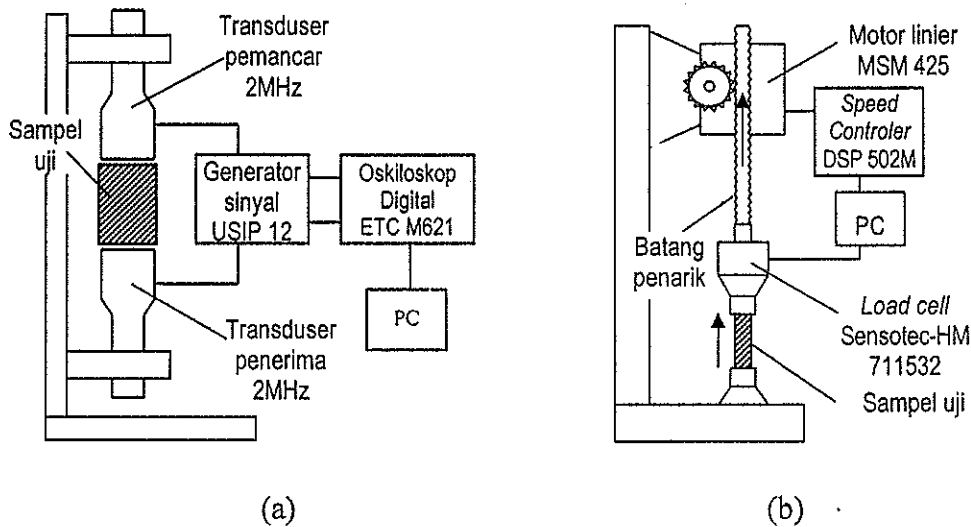 (a)
Transduser
pemancar
2MHz
Sampel
uji
Generator
sinyal
USIP 12
Oskiloskop
Digital
ETC M621
PC
Transduser
penerima
2MHz
(b)
Motor linier
MSM 425
Speed
Controler
DSP 502M
PC
Batang
penarik
Load cell
Sensotec-HM
711532
Sampel uji
(a)
(b)